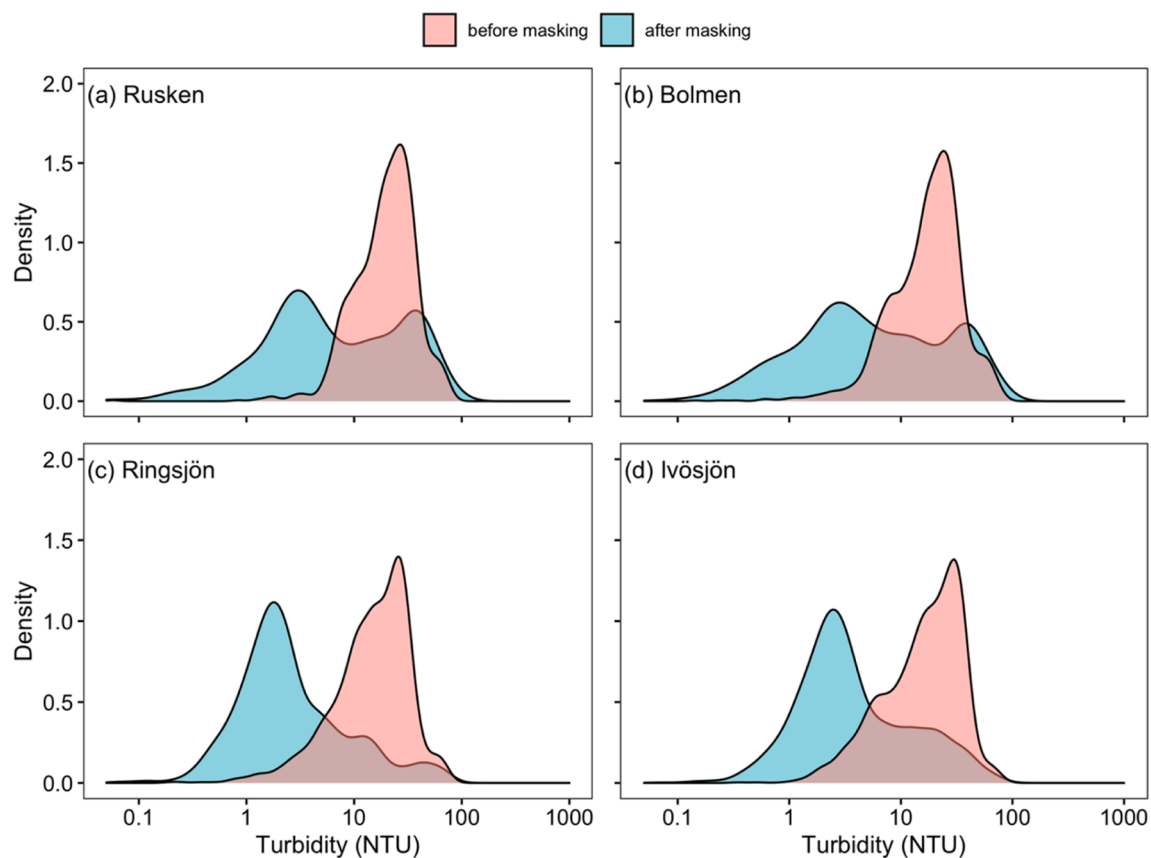 before masking after masking
(a) Rusken (b) Bolmen
2.0
1.5
1.0
0.5
0.0
Density
(c) Ringsjön (d) Ivösjön
2.0
1.5
1.0
0.5
0.0
Density
0.1 1 10 100 1000 0.1 1 10 100 1000
Turbidity (NTU) Turbidity (NTU)